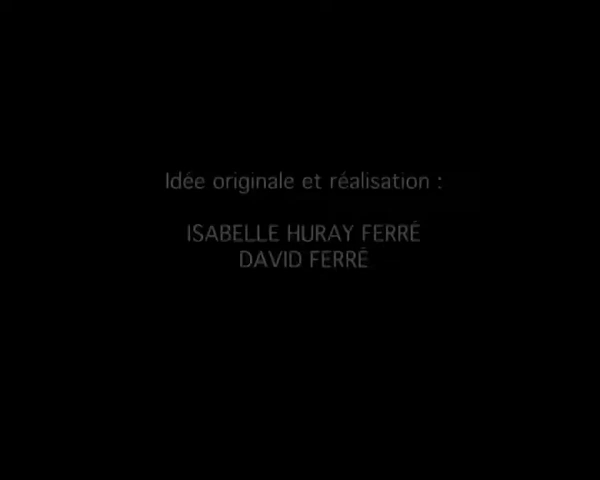 Idée originale et réalisation :
ISABELLE HURAY FERRÉ
DAVID FERRÉ